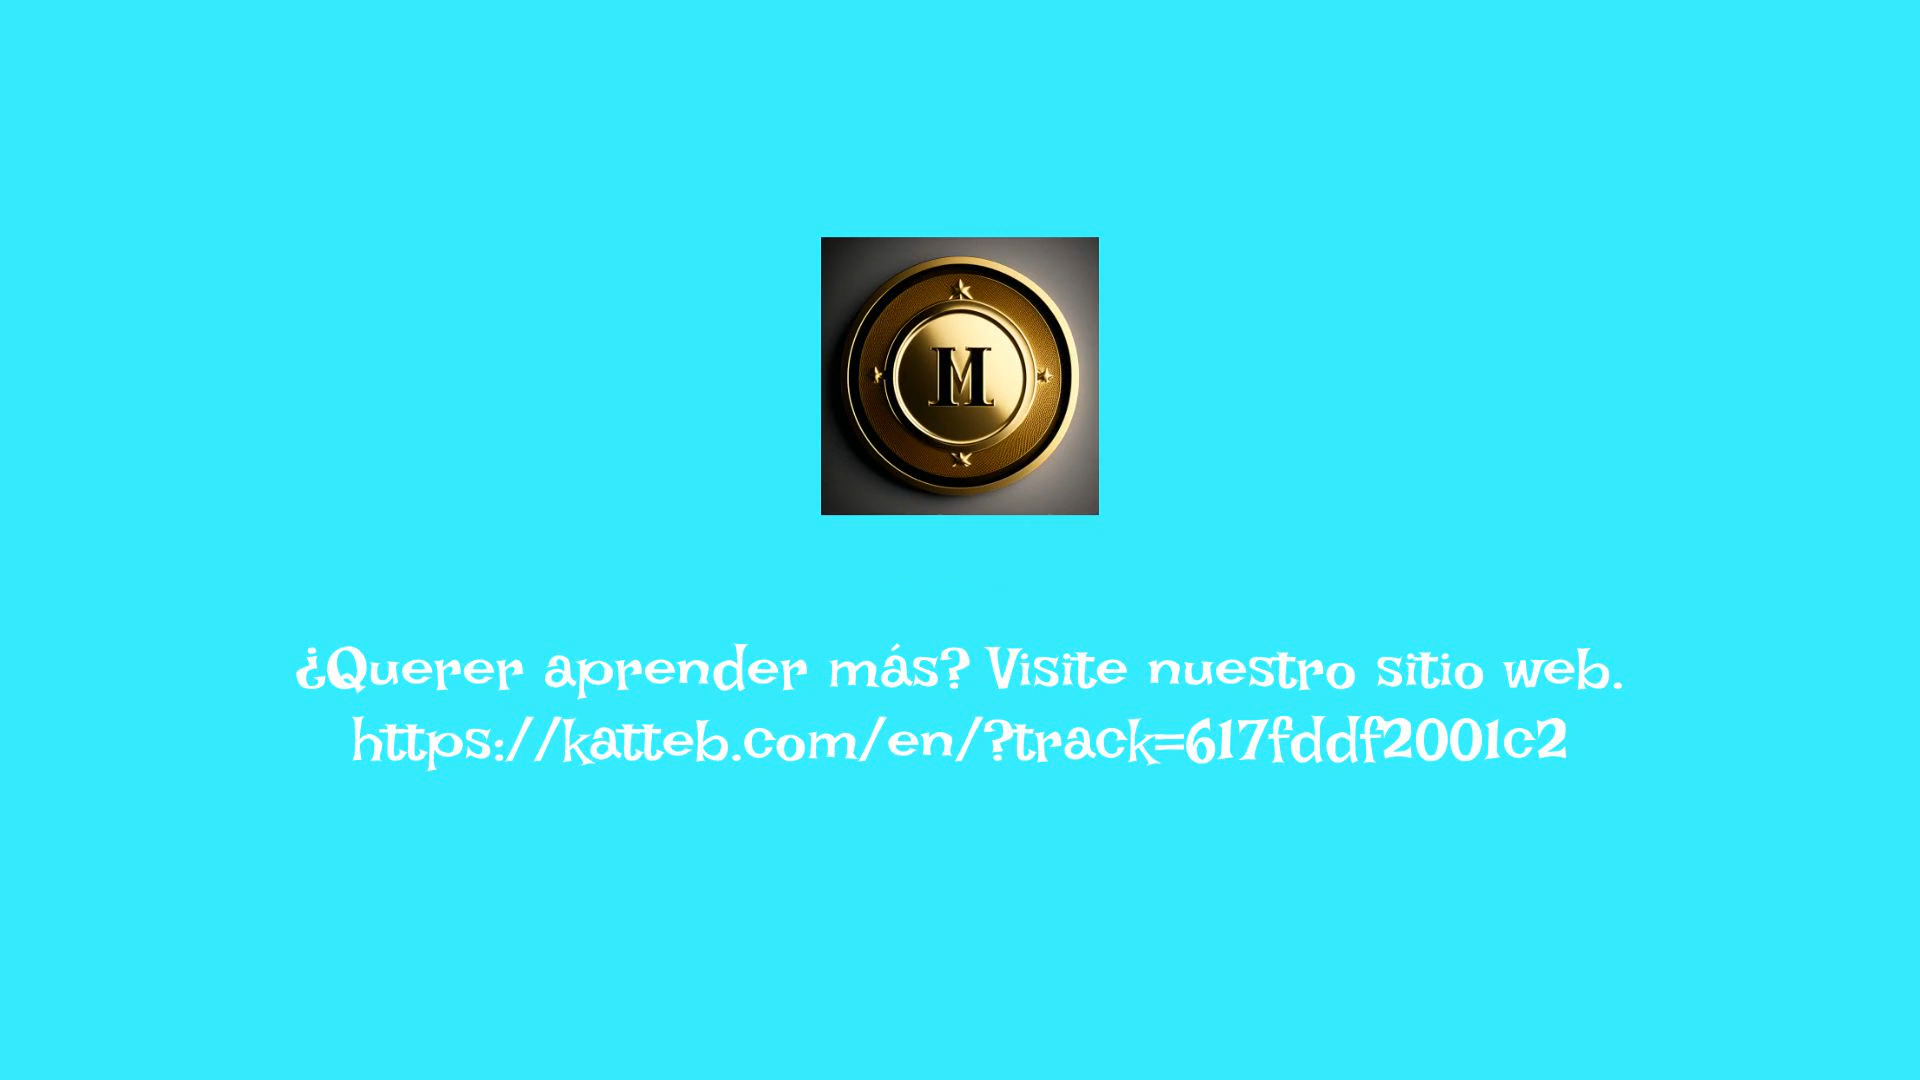 M
¿Querer aprender más? Visite nuestro sitio web.
https://katteb.com/en/?track=617fddf2001c2